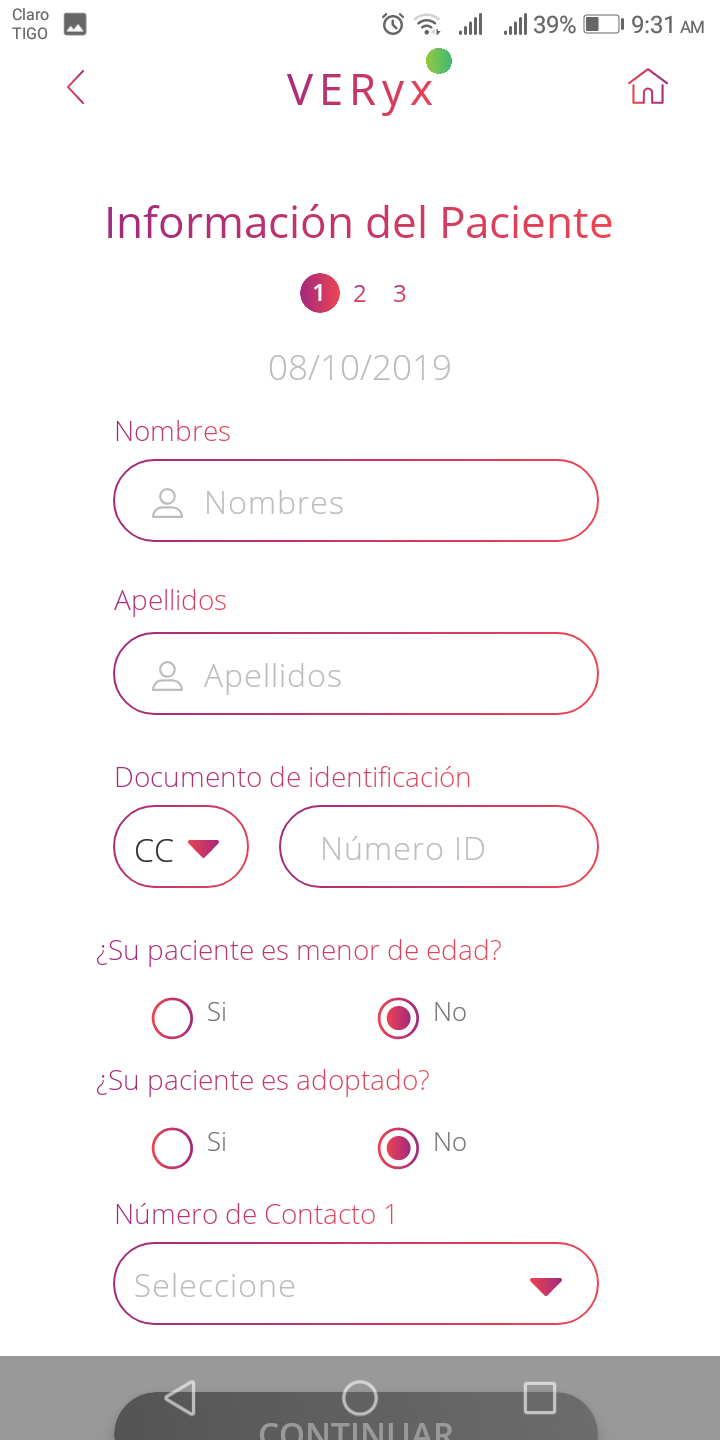 Claro
TIGO
39% 9:31 AM
VERyx
Información del Paciente
1 2 3
08/10/2019
Nombres
Nombres
Apellidos
Apellidos
Documento de identificación
CC Número ID
¿Su paciente es menor de edad?
Si No
¿Su paciente es adoptado?
Si No
Número de Contacto 1
Seleccione
CONTINUAR